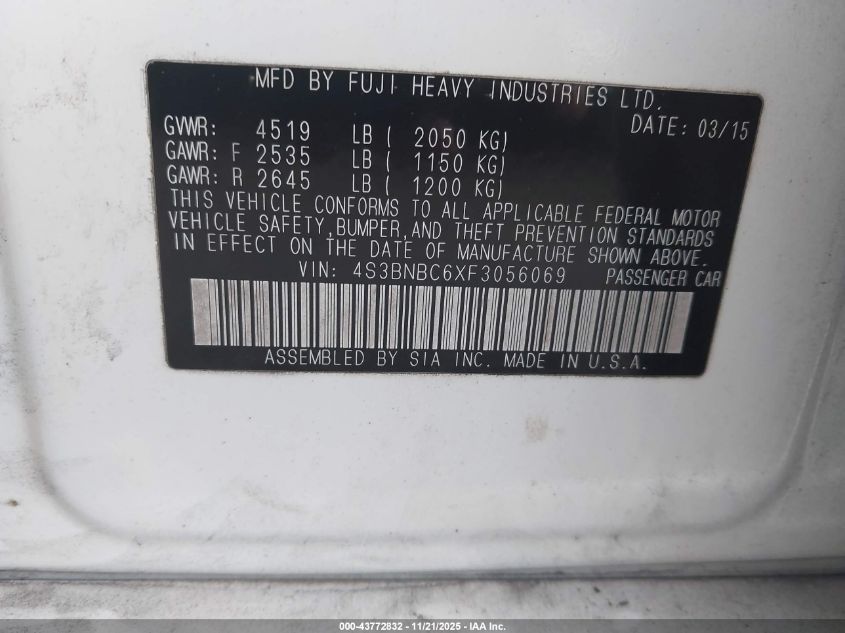 MFD BY FUJI HEAVY INDUSTRIES LTD.
DATE: 03/15
GVWR: 4519 LB ( 2050 KG)
GAWR: F 2535 LB ( 1150 KG)
GAWR: R 2645 LB ( 1200 KG)
THIS VEHICLE CONFORMS TO ALL APPLICABLE FEDERAL MOTOR
VEHICLE SAFETY, BUMPER, AND THEFT PREVENTION STANDARDS
IN EFFECT ON THE DATE OF MANUFACTURE SHOWN ABOVE.
VIN: 4S3BNBC6XF3056069 PASSENGER CAR
ASSEMBLED BY SIA INC. MADE IN U.S.A.
000-43772832 - 11/21/2025 - IAA Inc.